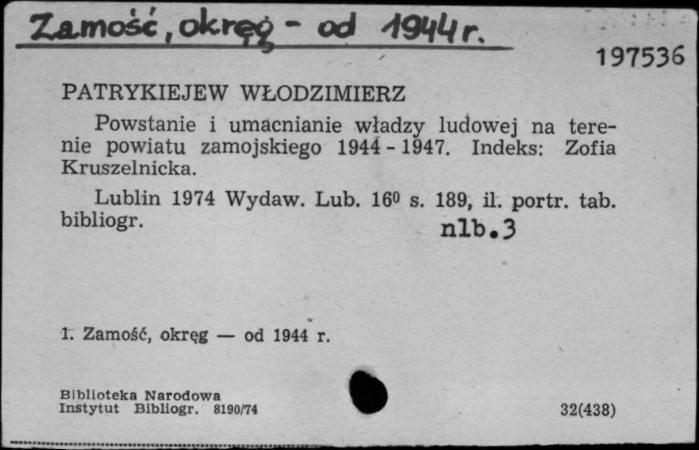 Zamość, okręg - od 1944 r.
197536
PATRYKIEJEW WŁODZIMIERZ
Powstanie i umacnianie władzy ludowej na tere-
nie powiatu zamojskiego 1944 - 1947. Indeks: Zofia
Kruszelnicka.
Lublin 1974 Wydaw. Lub. 16⁰ s. 189, il. portr. tab.
bibliogr.
nlb.3
1. Zamość, okręg — od 1944 r.
Biblioteka Narodowa
Instytut Bibliogr. 8190/74
32(438)